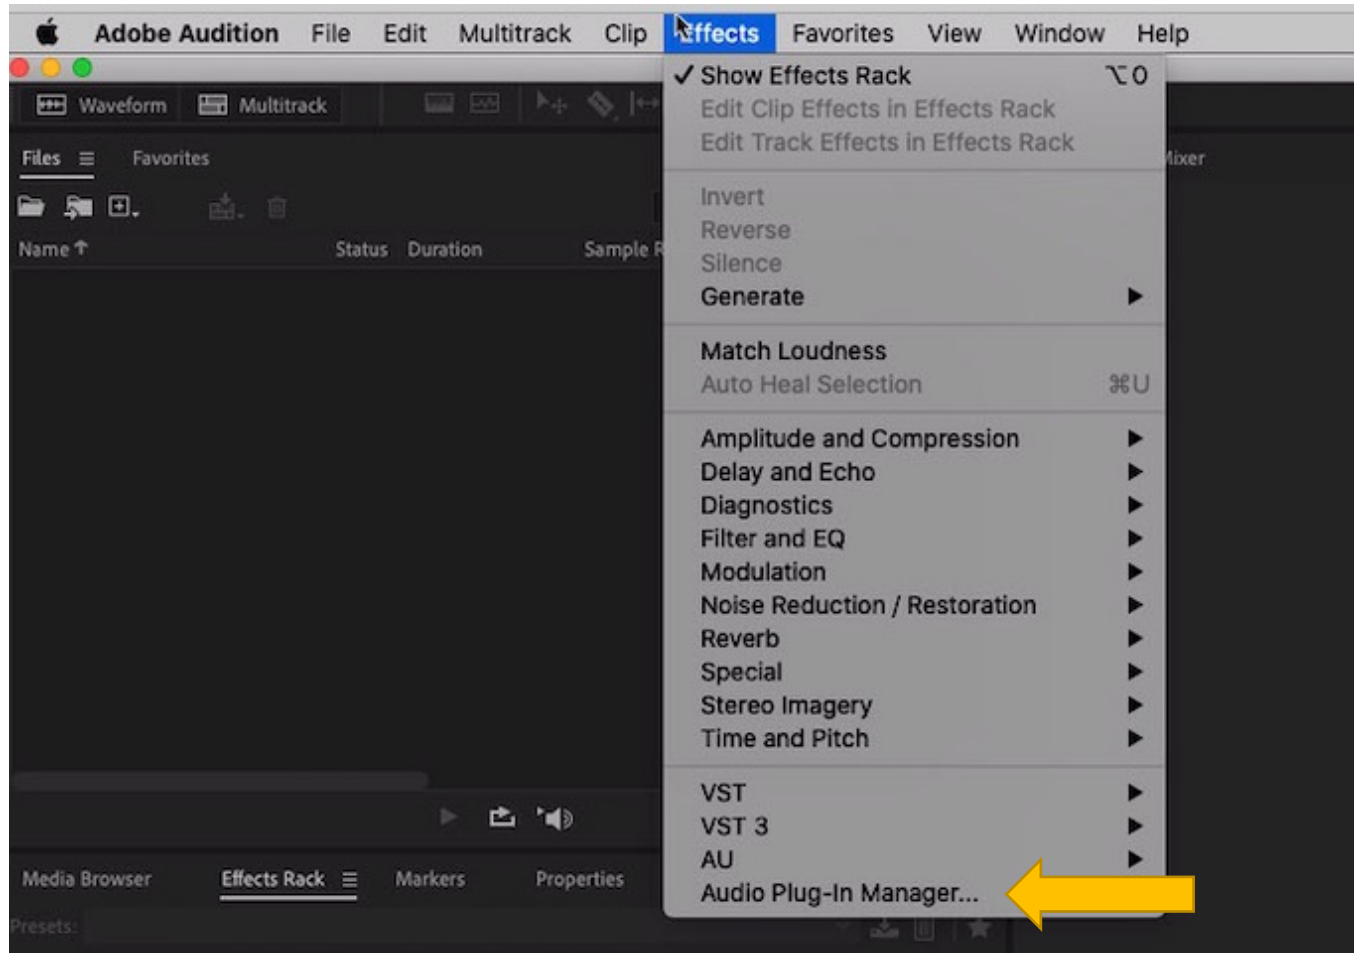 Adobe Audition File Edit Multitrack Clip Effects Favorites View Window Help
Waveform Multitrack
Files Favorites
Name Status Duration Sample R
✓ Show Effects Rack ⌥0
Edit Clip Effects in Effects Rack
Edit Track Effects in Effects Rack
Invert
Reverse
Silence
Generate
Match Loudness
Auto Heal Selection ⌘U
Amplitude and Compression
Delay and Echo
Diagnostics
Filter and EQ
Modulation
Noise Reduction / Restoration
Reverb
Special
Stereo Imagery
Time and Pitch
VST
VST 3
AU
Audio Plug-In Manager...
Mixer
Media Browser Effects Rack Markers Properties
Presets: